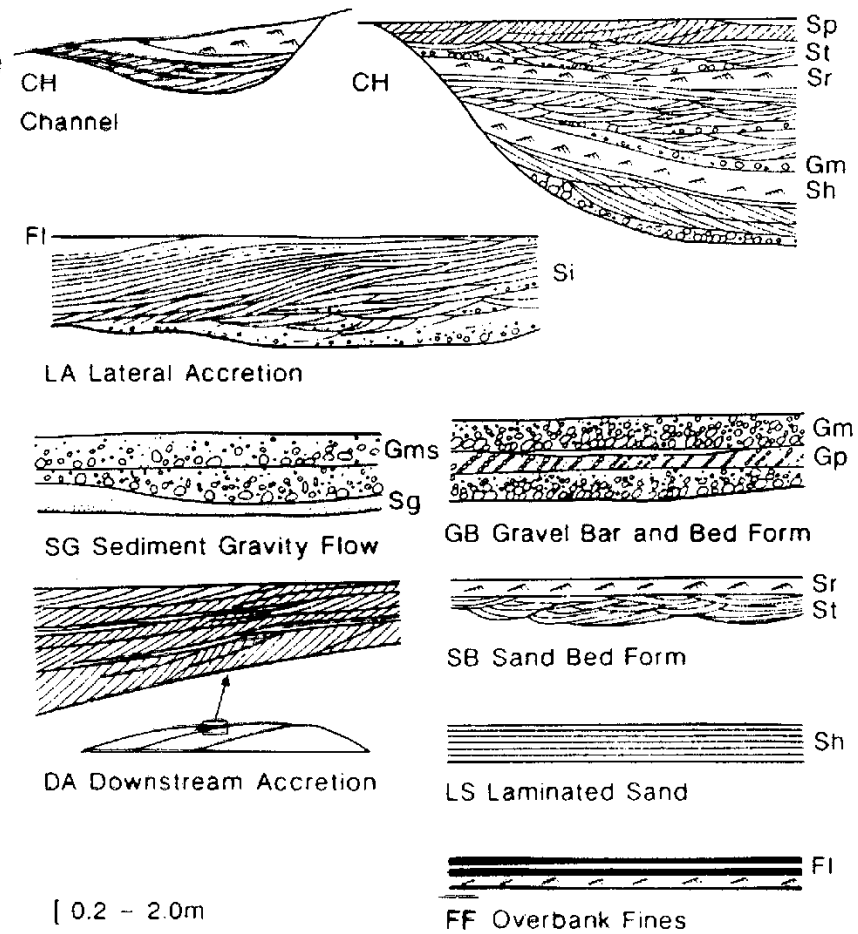 Sp
St
CH
CH
Sr
Channel
Gm
Sh
Fl
Si
LA Lateral Accretion
Gms
Gm
Gp
Sg
SG Sediment Gravity Flow
GB Gravel Bar and Bed Form
Sr
St
SB Sand Bed Form
Sh
DA Downstream Accretion
LS Laminated Sand
Fl
[ 0.2 – 2.0m
FF Overbank Fines